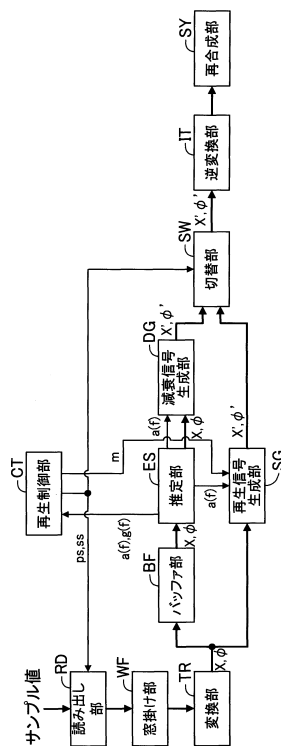 サンプル値
RD
読み出し部
WF
窓掛け部
TR
変換部
X,φ
BF
バッファ部
X,φ
ES
推定部
a(f)
X,φ
a(f)
a(f),g(f)
ps,ss
CT
再生制御部
m
DG
減衰信号
生成部
X',φ'
SG
再生信号
生成部
X',φ'
SW
切替部
X',φ'
IT
逆変換部
SY
再合成部